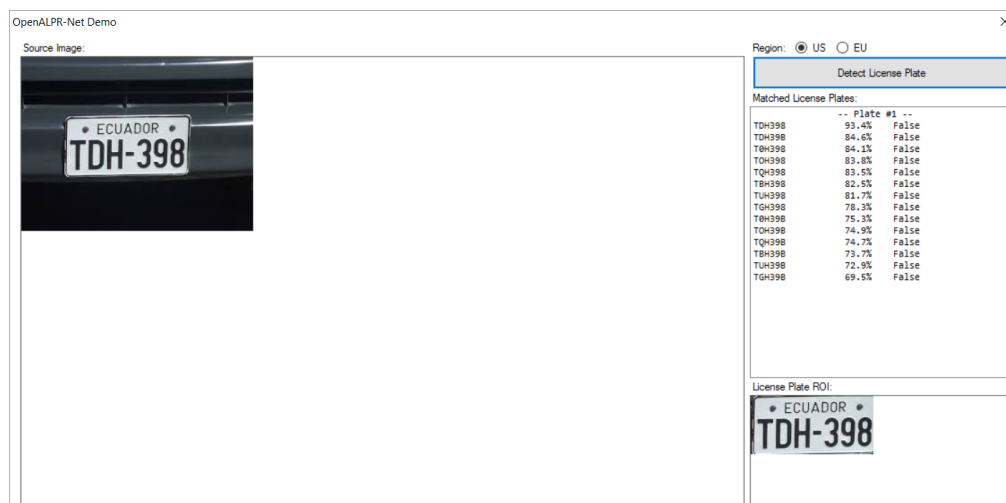 OpenALPR-Net Demo
Source Image:
ECUADOR
TDH-398
Region: US EU
Detect License Plate
Matched License Plates:
-- Plate #1 --
TDH398 93.4% False
TDH39B 84.6% False
T0H398 84.1% False
TOH398 83.8% False
TQH398 83.5% False
TBH398 82.5% False
TUH398 81.7% False
TGH398 78.3% False
T0H39B 75.3% False
TOH39B 74.9% False
TQH39B 74.7% False
TBH39B 73.7% False
TUH39B 72.9% False
TGH39B 69.5% False
License Plate ROI:
ECUADOR
TDH-398